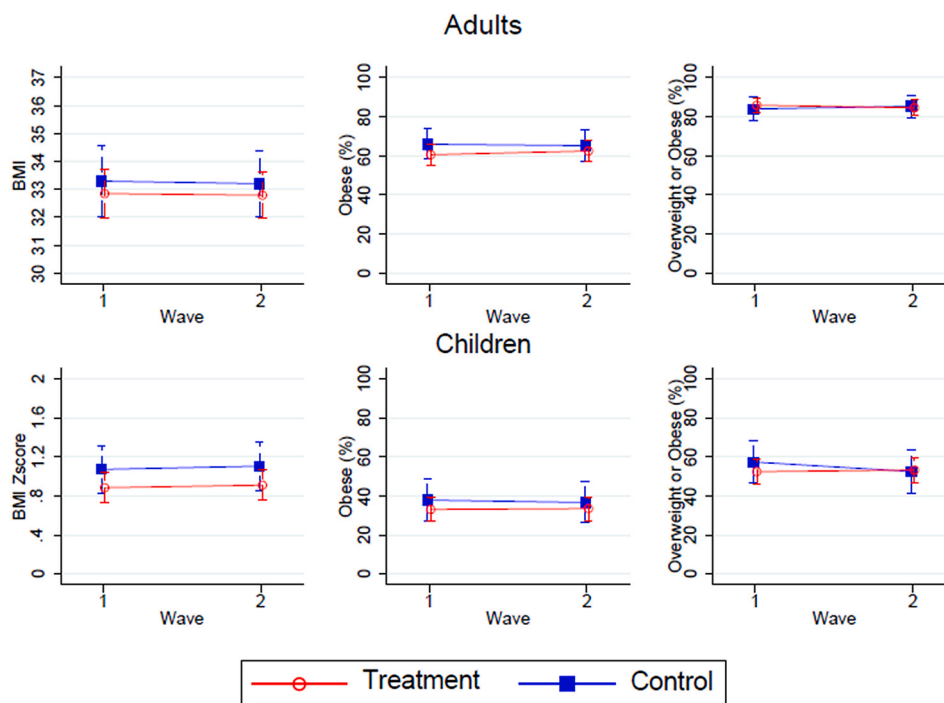 Adults
BMI
37
36
35
34
33
32
31
30
1 2
Wave
Obese (%)
100
80
60
40
20
0
1 2
Wave
Overweight or Obese (%)
100
80
60
40
20
0
1 2
Wave
Children
BMI Zscore
2
1.6
1.2
.8
.4
0
1 2
Wave
Obese (%)
100
80
60
40
20
0
1 2
Wave
Overweight or Obese (%)
100
80
60
40
20
0
1 2
Wave
Treatment Control